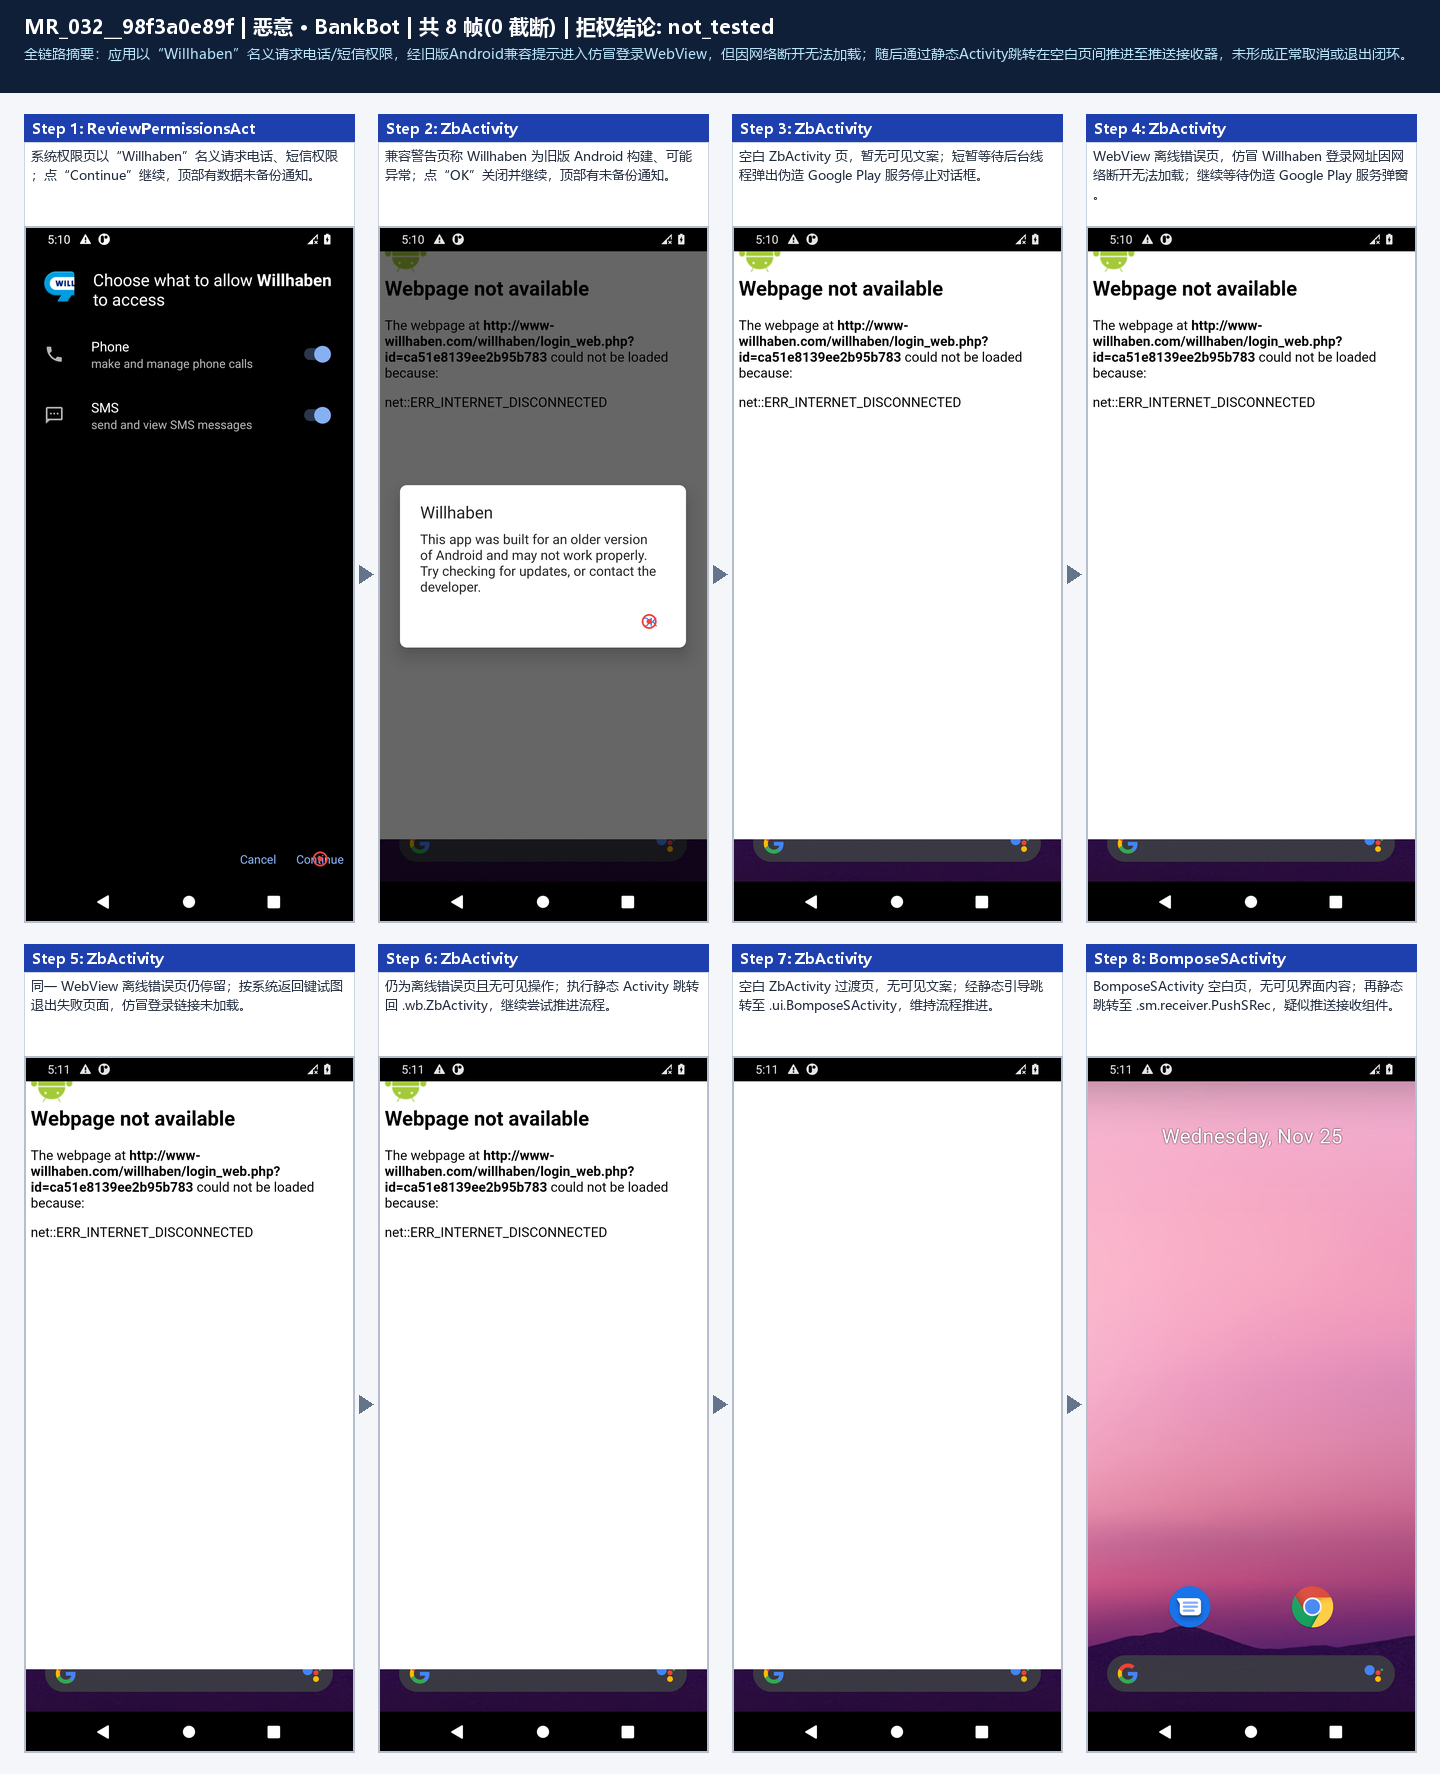 MR_032__98f3a0e89f | 恶意 • BankBot | 共 8 帧(0 截断) | 拒权结论: not_tested
全链路摘要：应用以“Willhaben”名义请求电话/短信权限，经旧版Android兼容提示进入仿冒登录WebView，但因网络断开无法加载；随后通过静态Activity跳转在空白页间推进至推送接收器，未形成正常取消或退出闭环。
Step 1: ReviewPermissionsAct
系统权限页以“Willhaben”名义请求电话、短信权限
；点“Continue”继续，顶部有数据未备份通知。
5:10
WILL
Choose what to allow Willhaben
to access
Phone
make and manage phone calls
SMS
send and view SMS messages
Cancel
Continue
Step 2: ZbActivity
兼容警告页称 Willhaben 为旧版 Android 构建、可能
异常；点“OK”关闭并继续，顶部有未备份通知。
5:10
Webpage not available
The webpage at http://www-
willhaben.com/willhaben/login_web.php?
id=ca51e8139ee2b95b783 could not be loaded
because:
net::ERR_INTERNET_DISCONNECTED
Willhaben
This app was built for an older version
of Android and may not work properly.
Try checking for updates, or contact the
developer.
Step 3: ZbActivity
空白 ZbActivity 页，暂无可见文案；短暂等待后台线
程弹出伪造 Google Play 服务停止对话框。
5:10
Webpage not available
The webpage at http://www-
willhaben.com/willhaben/login_web.php?
id=ca51e8139ee2b95b783 could not be loaded
because:
net::ERR_INTERNET_DISCONNECTED
Step 4: ZbActivity
WebView 离线错误页，仿冒 Willhaben 登录网址因网
络断开无法加载；继续等待伪造 Google Play 服务弹窗
。
5:10
Webpage not available
The webpage at http://www-
willhaben.com/willhaben/login_web.php?
id=ca51e8139ee2b95b783 could not be loaded
because:
net::ERR_INTERNET_DISCONNECTED
Step 5: ZbActivity
同一 WebView 离线错误页仍停留；按系统返回键试图
退出失败页面，仿冒登录链接未加载。
5:11
Webpage not available
The webpage at http://www-
willhaben.com/willhaben/login_web.php?
id=ca51e8139ee2b95b783 could not be loaded
because:
net::ERR_INTERNET_DISCONNECTED
Step 6: ZbActivity
仍为离线错误页且无可见操作；执行静态 Activity 跳转
回 .wb.ZbActivity，继续尝试推进流程。
5:11
Webpage not available
The webpage at http://www-
willhaben.com/willhaben/login_web.php?
id=ca51e8139ee2b95b783 could not be loaded
because:
net::ERR_INTERNET_DISCONNECTED
Step 7: ZbActivity
空白 ZbActivity 过渡页，无可见文案；经静态引导跳
转至 .ui.BomposeSActivity，维持流程推进。
5:11
Step 8: BomposeSActivity
BomposeSActivity 空白页，无可见界面内容；再静态
跳转至 .sm.receiver.PushSRec，疑似推送接收组件。
5:11
Wednesday, Nov 25